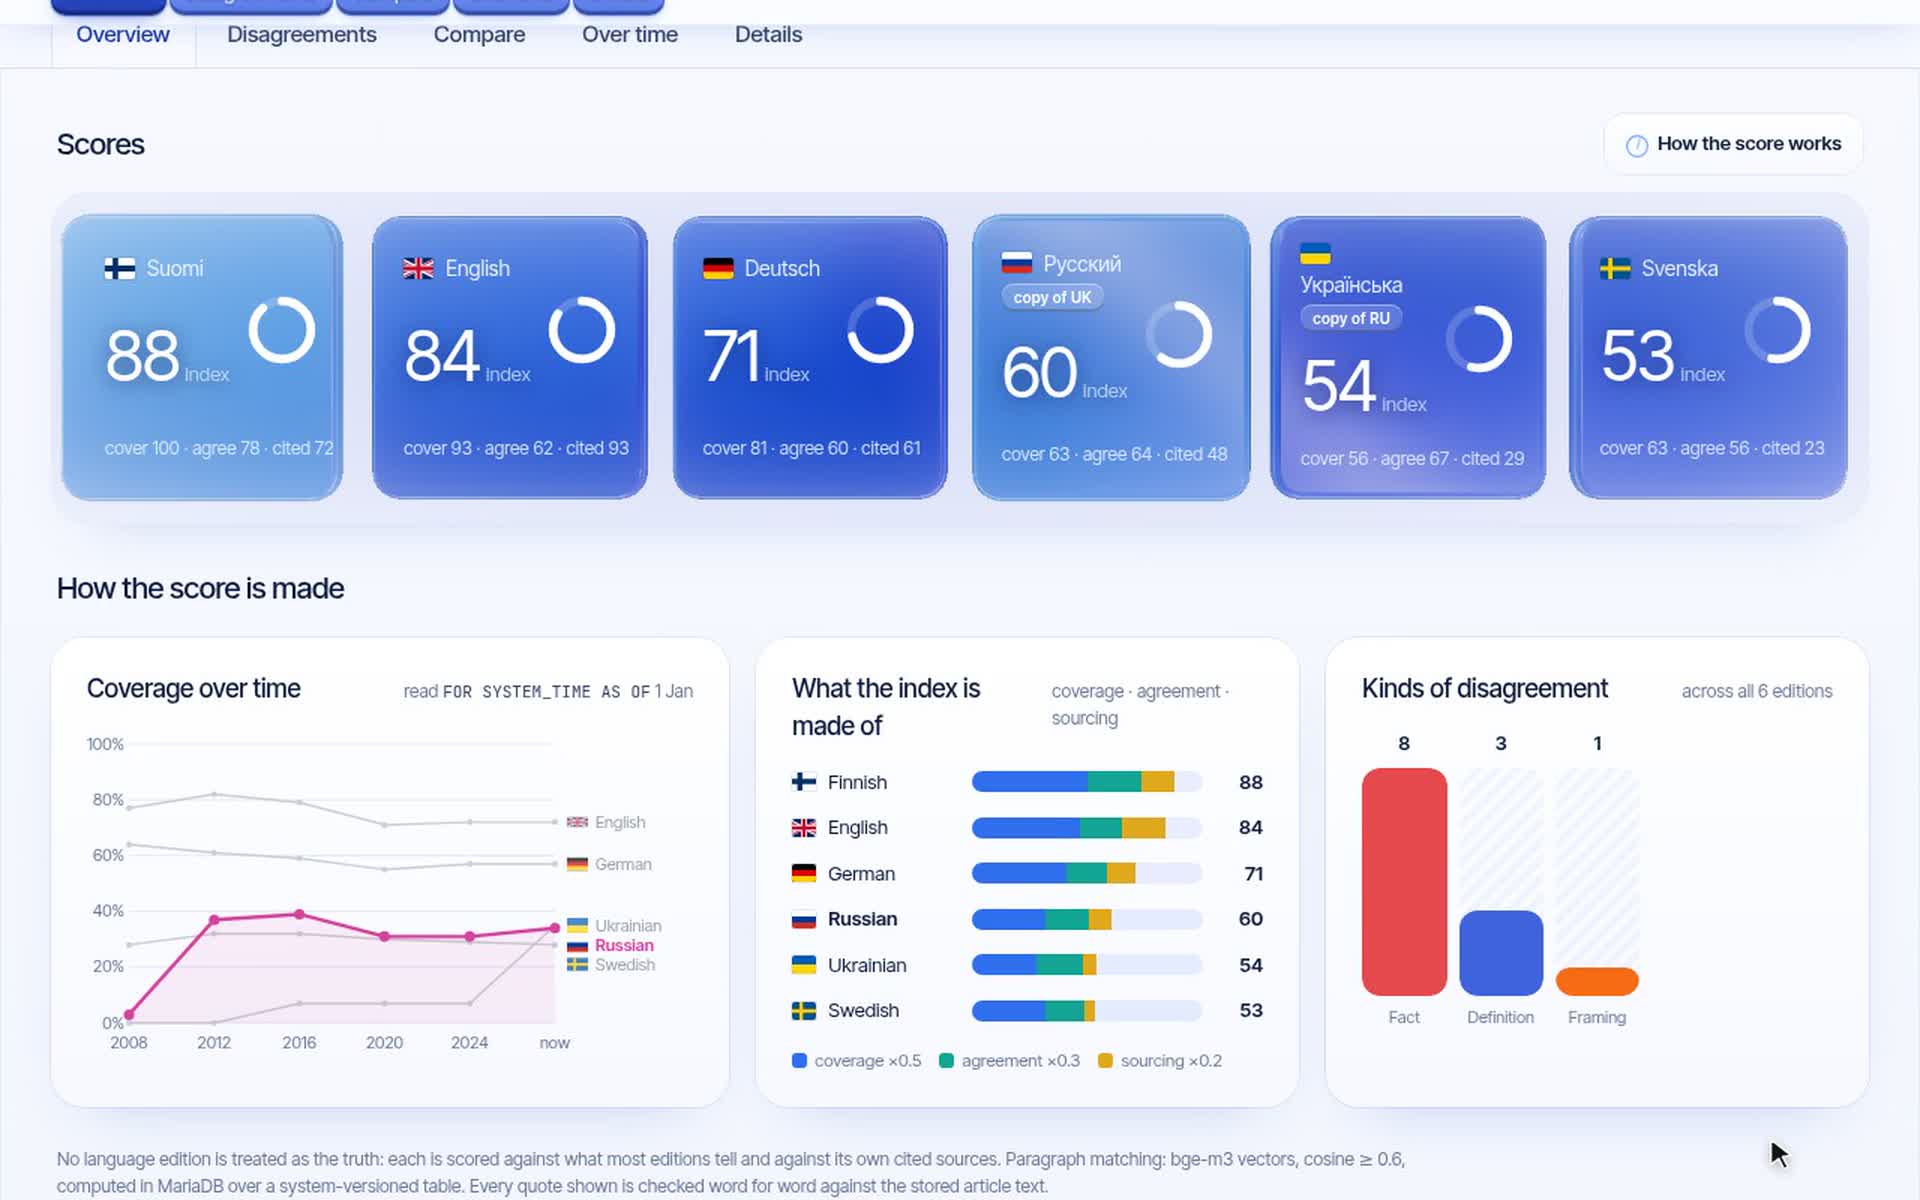 Overview Disagreements Compare Over time Details
Scores
How the score works
Suomi
88 index
cover 100 · agree 78 · cited 72
English
84 index
cover 93 · agree 62 · cited 93
Deutsch
71 index
cover 81 · agree 60 · cited 61
Русский
copy of UK
60 index
cover 63 · agree 64 · cited 48
Українська
copy of RU
54 index
cover 56 · agree 67 · cited 29
Svenska
53 index
cover 63 · agree 56 · cited 23
How the score is made
Coverage over time
read FOR SYSTEM_TIME AS OF 1 Jan
100%
80%
60%
40%
20%
0%
English
German
Ukrainian
Russian
Swedish
2008 2012 2016 2020 2024 now
What the index is
made of
coverage · agreement ·
sourcing
Finnish 88
English 84
German 71
Russian 60
Ukrainian 54
Swedish 53
coverage ×0.5 agreement ×0.3 sourcing ×0.2
Kinds of disagreement
across all 6 editions
8 3 1
Fact Definition Framing
No language edition is treated as the truth: each is scored against what most editions tell and against its own cited sources. Paragraph matching: bge-m3 vectors, cosine ≥ 0.6,
computed in MariaDB over a system-versioned table. Every quote shown is checked word for word against the stored article text.